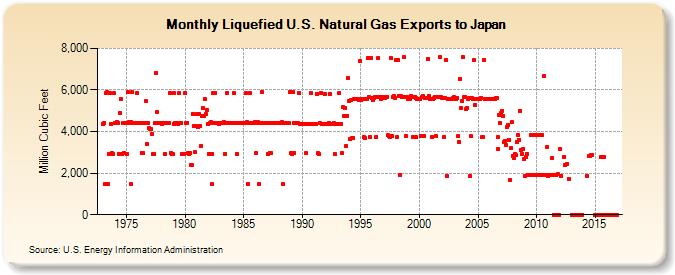 Monthly Liquefied U.S. Natural Gas Exports to Japan
Million Cubic Feet
8,000
6,000
4,000
2,000
0
1975 1980 1985 1990 1995 2000 2005 2010 2015
Source: U.S. Energy Information Administration